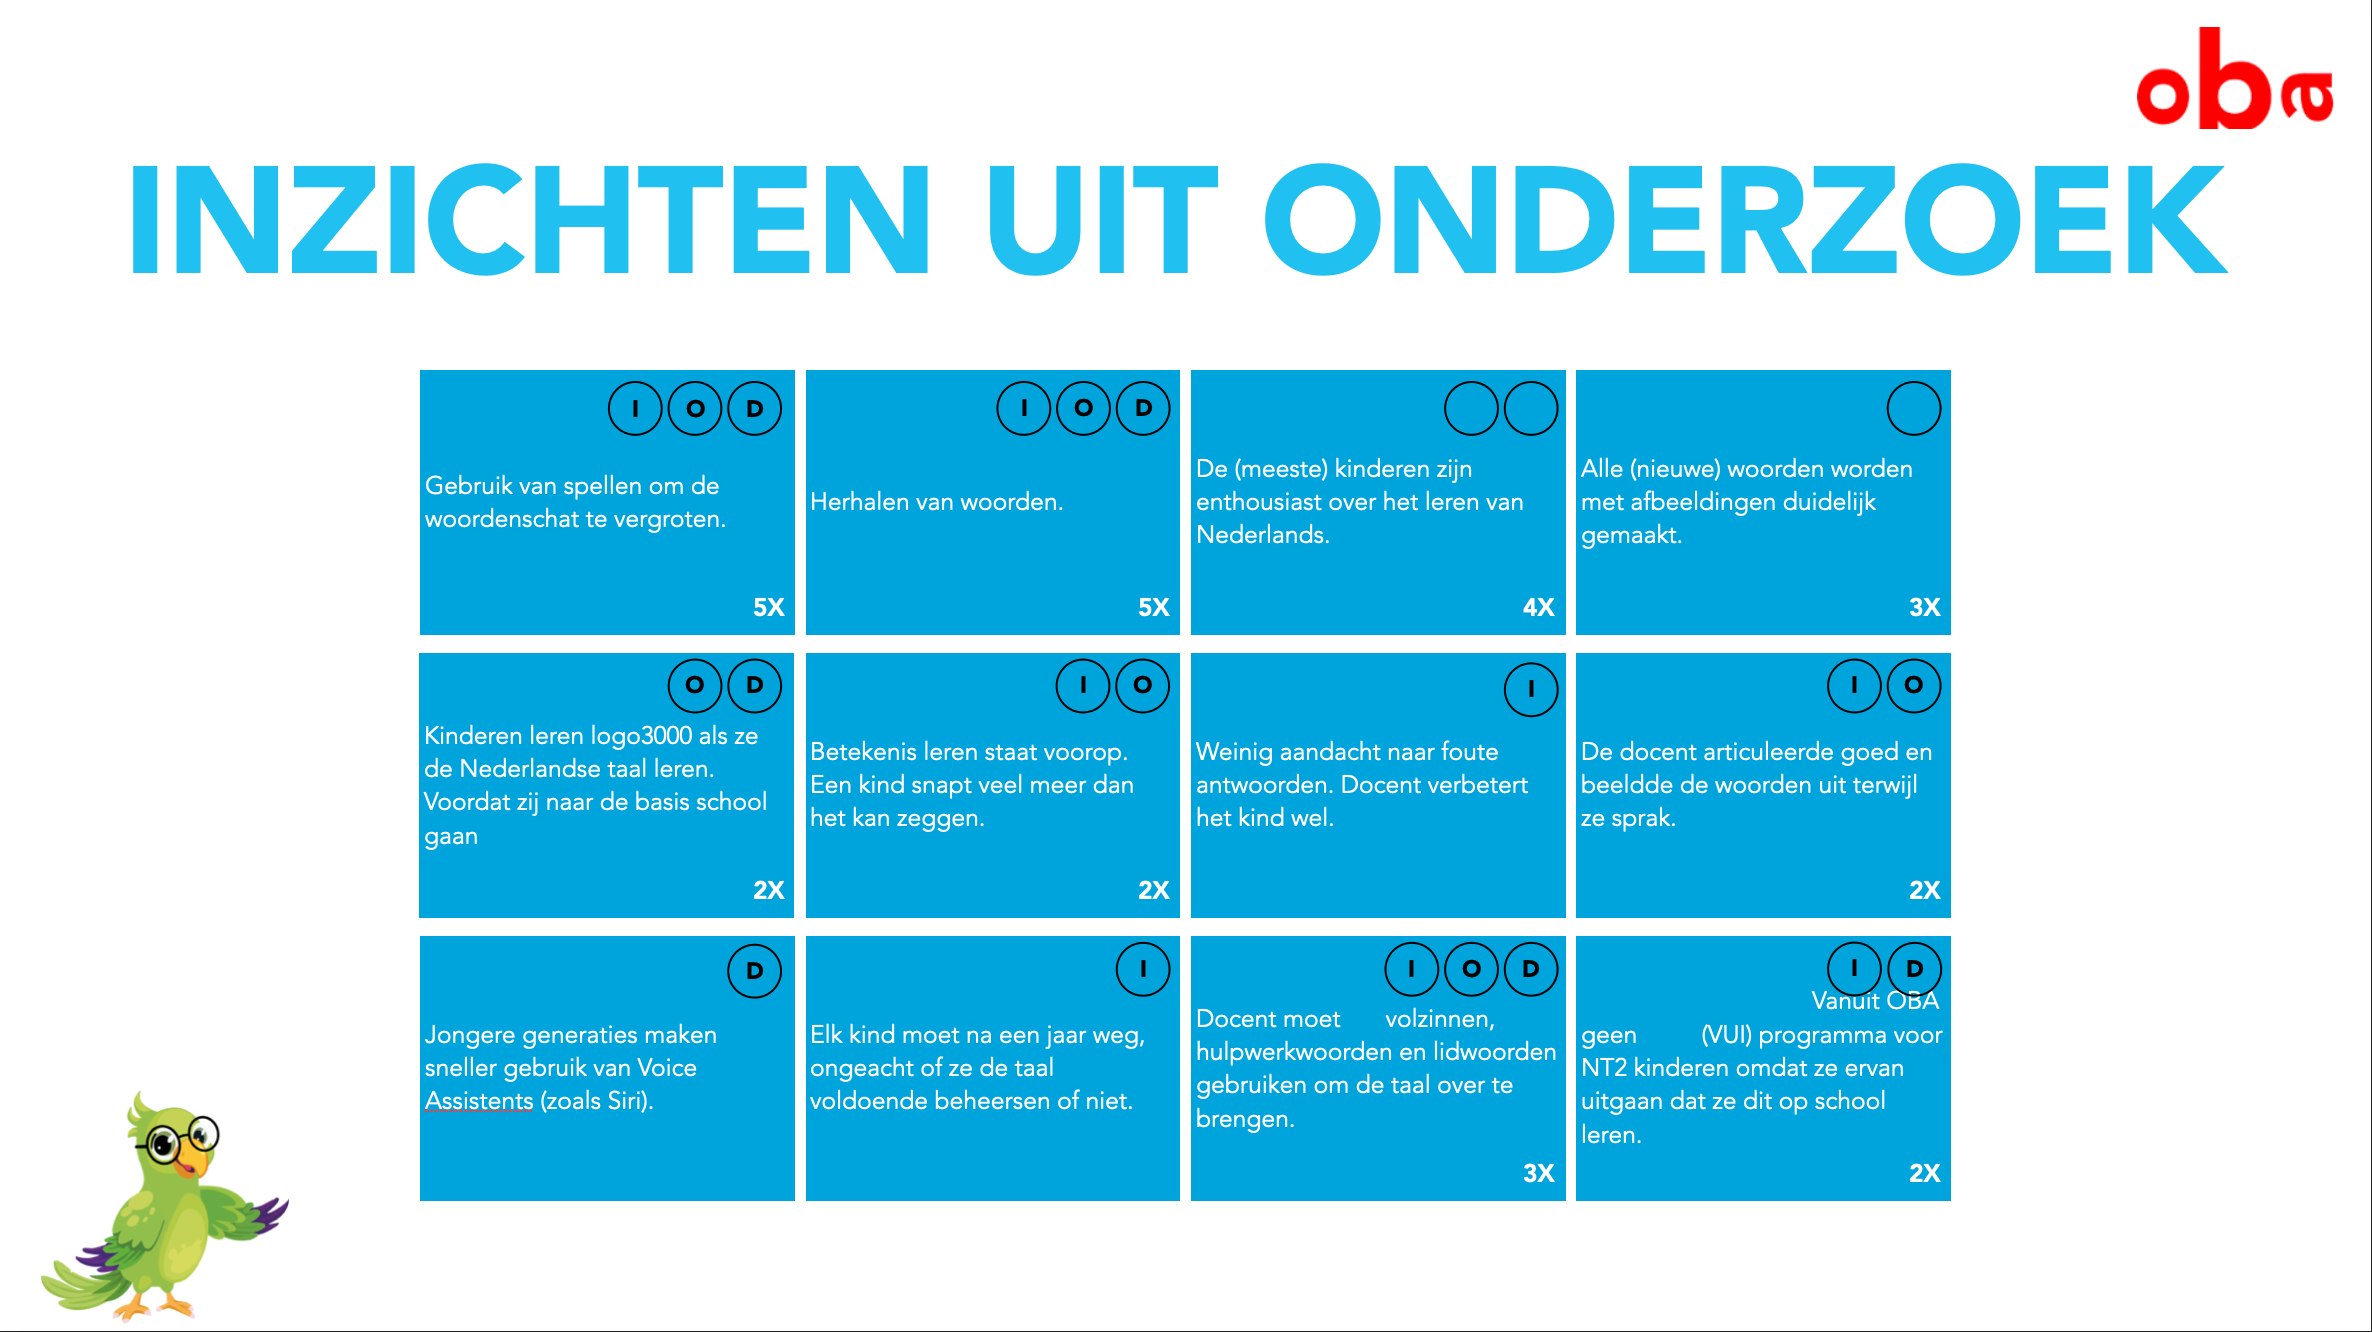 oba
INZICHTEN UIT ONDERZOEK
I O D
Gebruik van spellen om de
woordenschat te vergroten.
5X
I O D
Herhalen van woorden.
5X
De (meeste) kinderen zijn
enthousiast over het leren van
Nederlands.
4X
Alle (nieuwe) woorden worden
met afbeeldingen duidelijk
gemaakt.
3X
O D
Kinderen leren logo3000 als ze
de Nederlandse taal leren.
Voordat zij naar de basis school
gaan
2X
I O
Betekenis leren staat voorop.
Een kind snapt veel meer dan
het kan zeggen.
2X
I
Weinig aandacht naar foute
antwoorden. Docent verbetert
het kind wel.
I O
De docent articuleerde goed en
beeldde de woorden uit terwijl
ze sprak.
2X
D
Jongere generaties maken
sneller gebruik van Voice
Assistents (zoals Siri).
I
Elk kind moet na een jaar weg,
ongeacht of ze de taal
voldoende beheersen of niet.
I O D
Docent moet volzinnen,
hulpwerkwoorden en lidwoorden
gebruiken om de taal over te
brengen.
3X
I D
Vanuit OBA
geen (VUI) programma voor
NT2 kinderen omdat ze ervan
uitgaan dat ze dit op school
leren.
2X